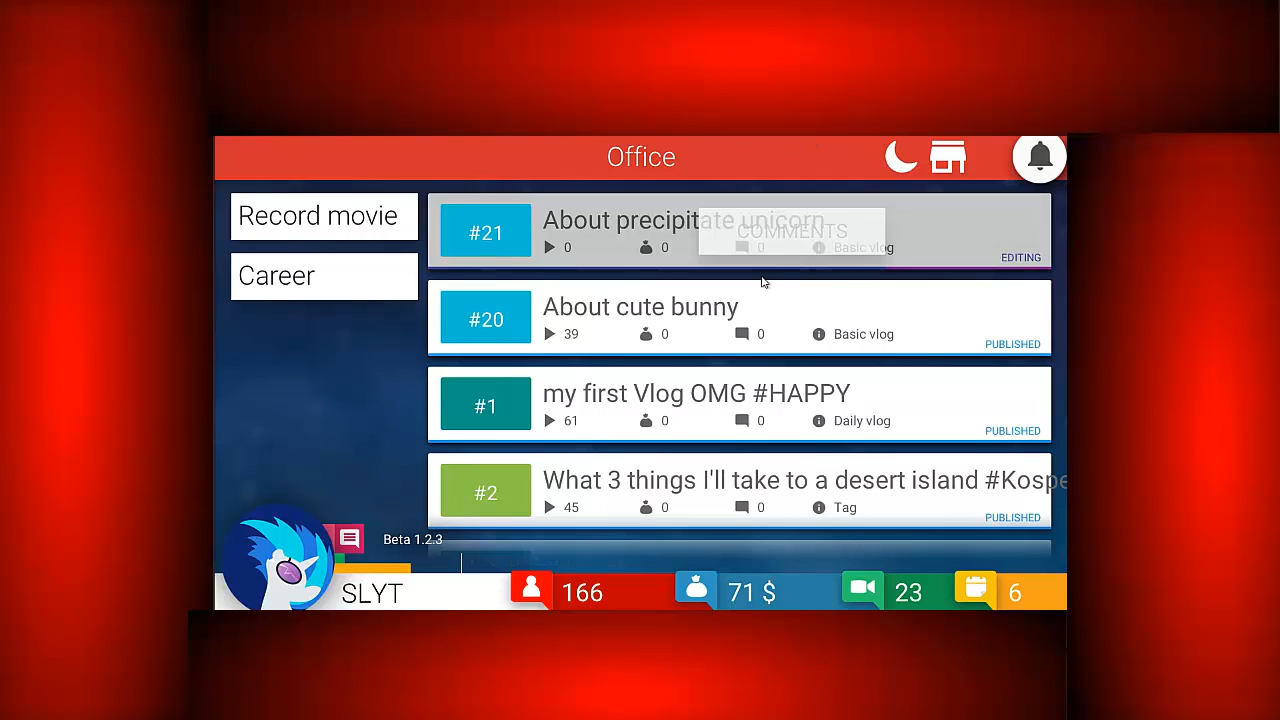 Office
Record movie
Career
#21
About precipitate unicorn
COMMENTS
0
0
0
Basic vlog
EDITING
#20
About cute bunny
39
0
0
Basic vlog
PUBLISHED
#1
my first Vlog OMG #HAPPY
61
0
0
Daily vlog
PUBLISHED
#2
What 3 things I'll take to a desert island #Kospe
45
0
0
Tag
PUBLISHED
Beta 1.2.3
SLYT
166
71 $
23
6